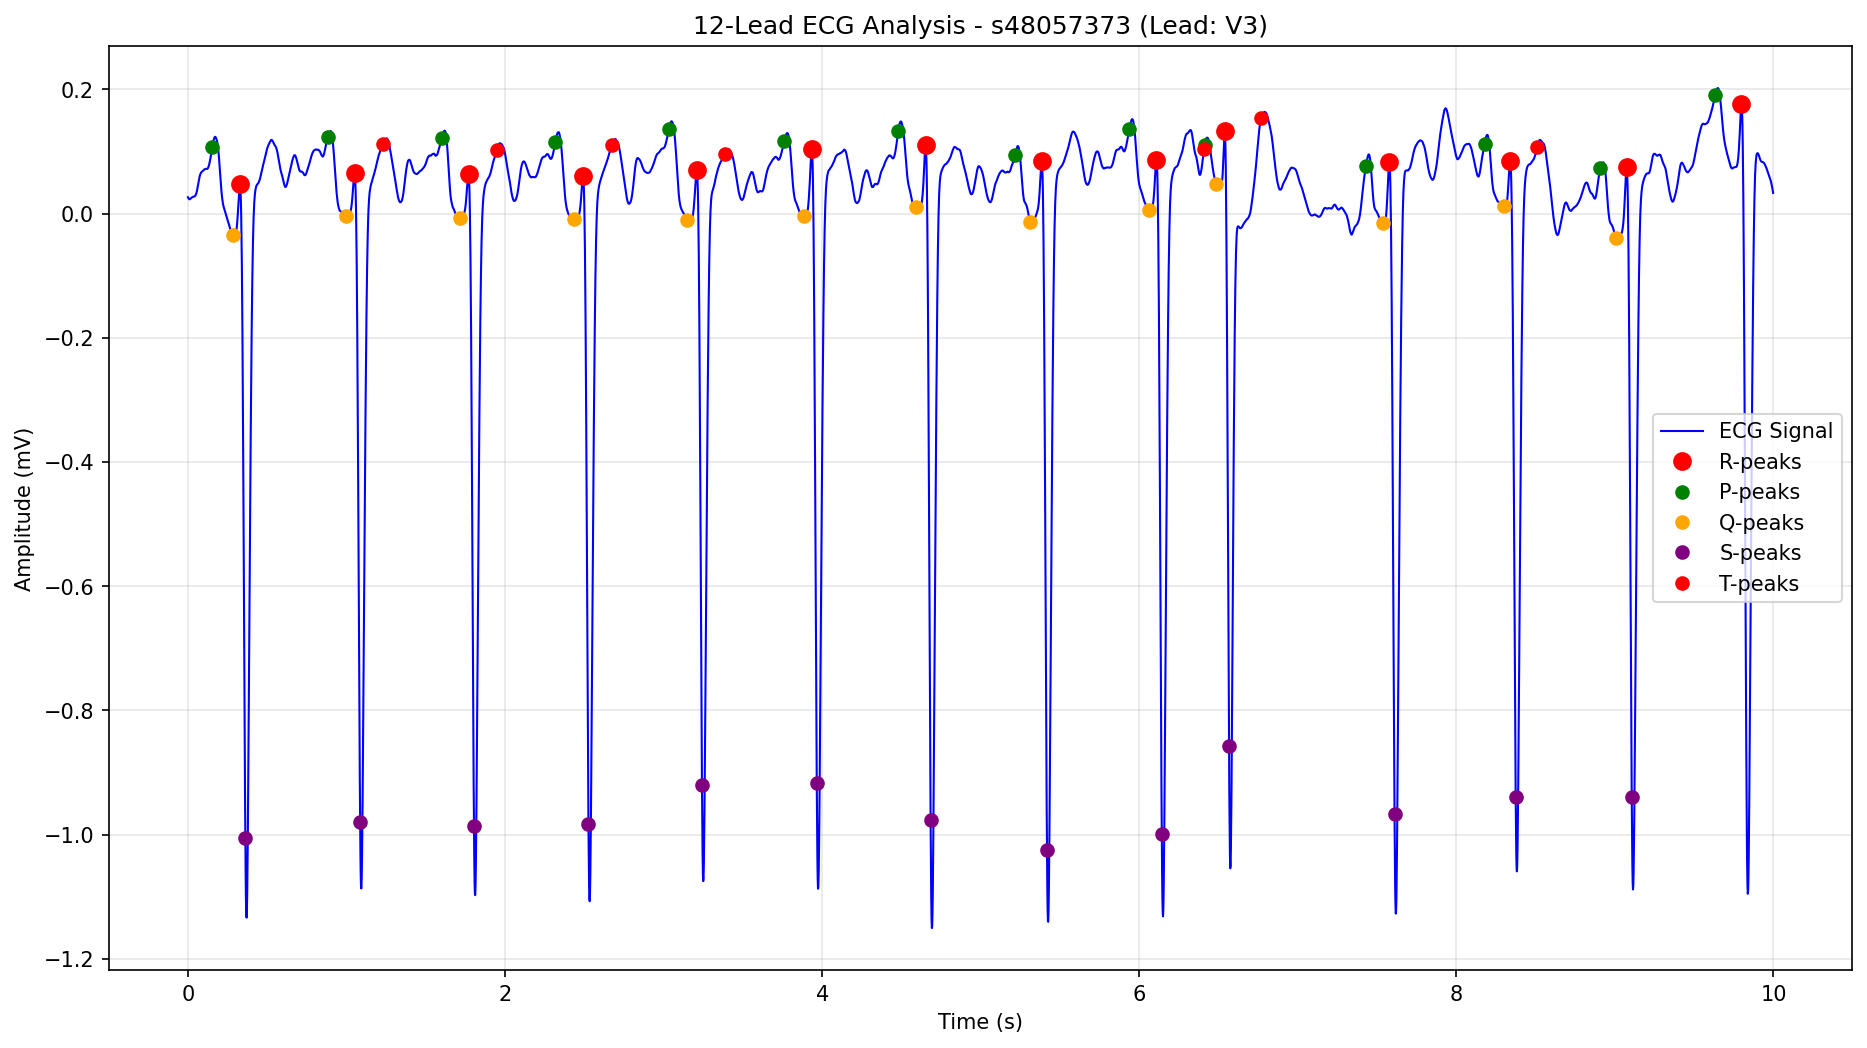 12-Lead ECG Analysis - s48057373 (Lead: V3)
Amplitude (mV)
0.2
0.0
−0.2
−0.4
−0.6
−0.8
−1.0
−1.2
ECG Signal
R-peaks
P-peaks
Q-peaks
S-peaks
T-peaks
0 2 4 6 8 10
Time (s)